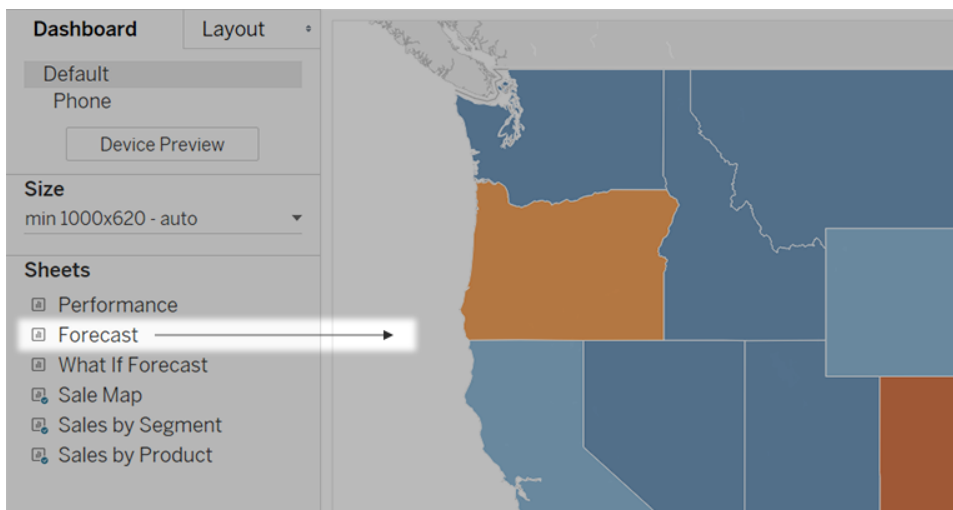 Dashboard
Layout
Default
Phone
Device Preview
Size
min 1000x620 - auto
Sheets
Performance
Forecast
What If Forecast
Sale Map
Sales by Segment
Sales by Product